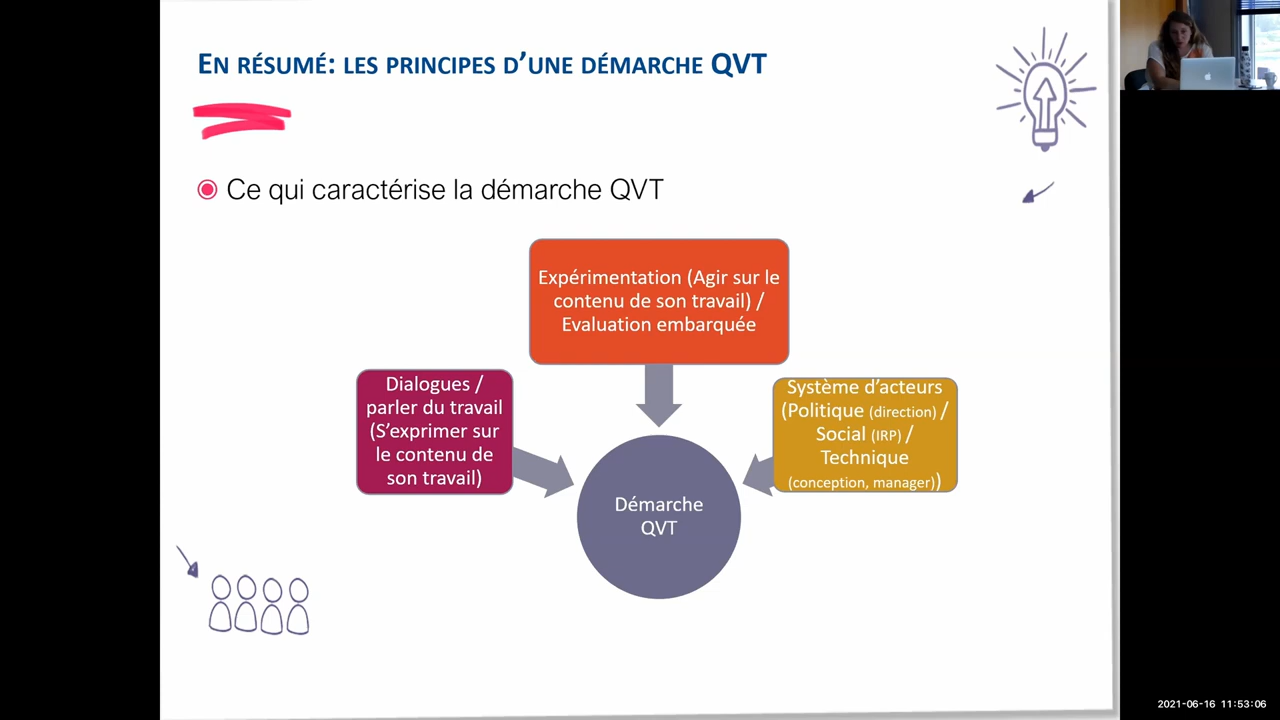 EN RÉSUMÉ: LES PRINCIPES D'UNE DÉMARCHE QVT
Ce qui caractérise la démarche QVT
Expérimentation (Agir sur le
contenu de son travail) /
Evaluation embarquée
Dialogues /
parler du travail
(S'exprimer sur
le contenu de
son travail)
Système d'acteurs
(Politique (direction) /
Social (IRP) /
Technique
(conception, manager))
Démarche
QVT
2021-06-16 11:53:06